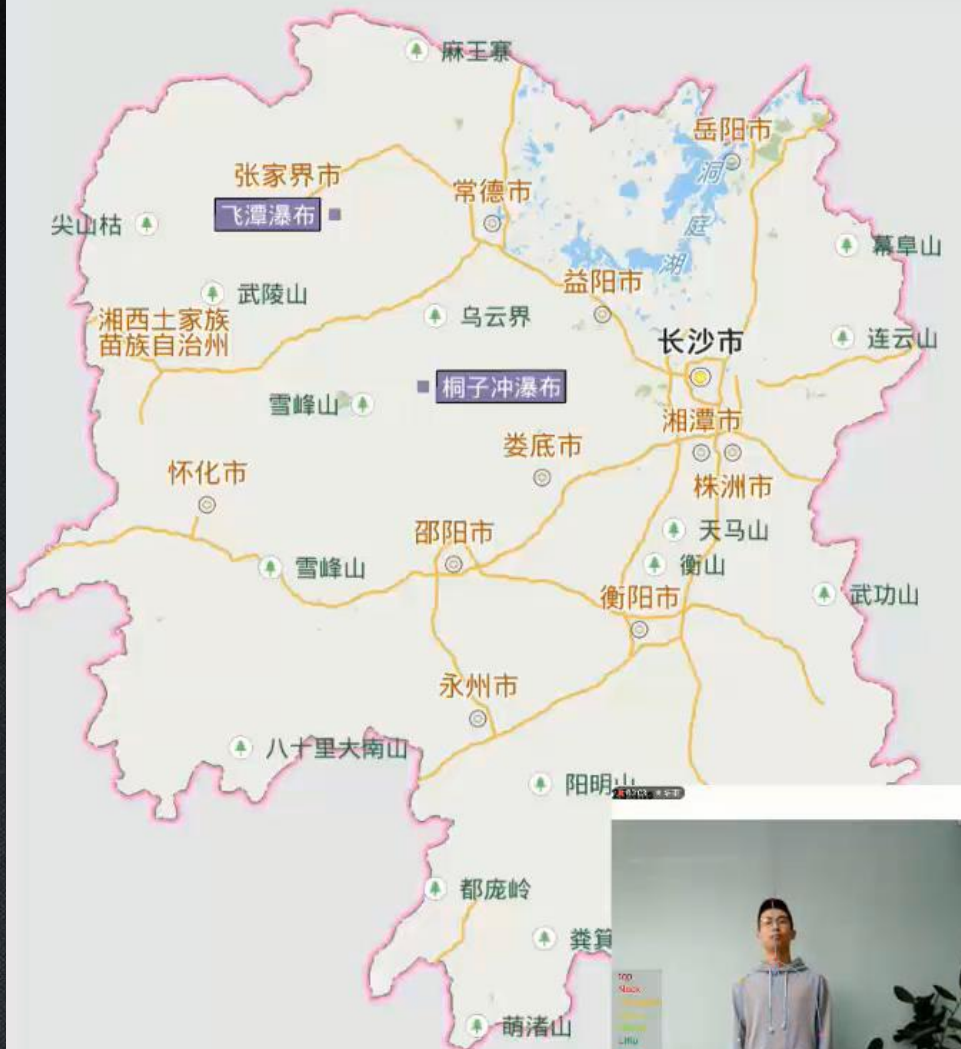 麻王寨
岳阳市
张家界市
常德市
洞
飞潭瀑布
尖山枯
庭
幕阜山
湖
益阳市
武陵山
乌云界
湘西土家族
苗族自治州
长沙市
连云山
桐子冲瀑布
雪峰山
湘潭市
娄底市
怀化市
株洲市
邵阳市
天马山
雪峰山
衡山
衡阳市
武功山
永州市
八十里大南山
阳明山
都庞岭
粪箕
萌渚山
top
Neck